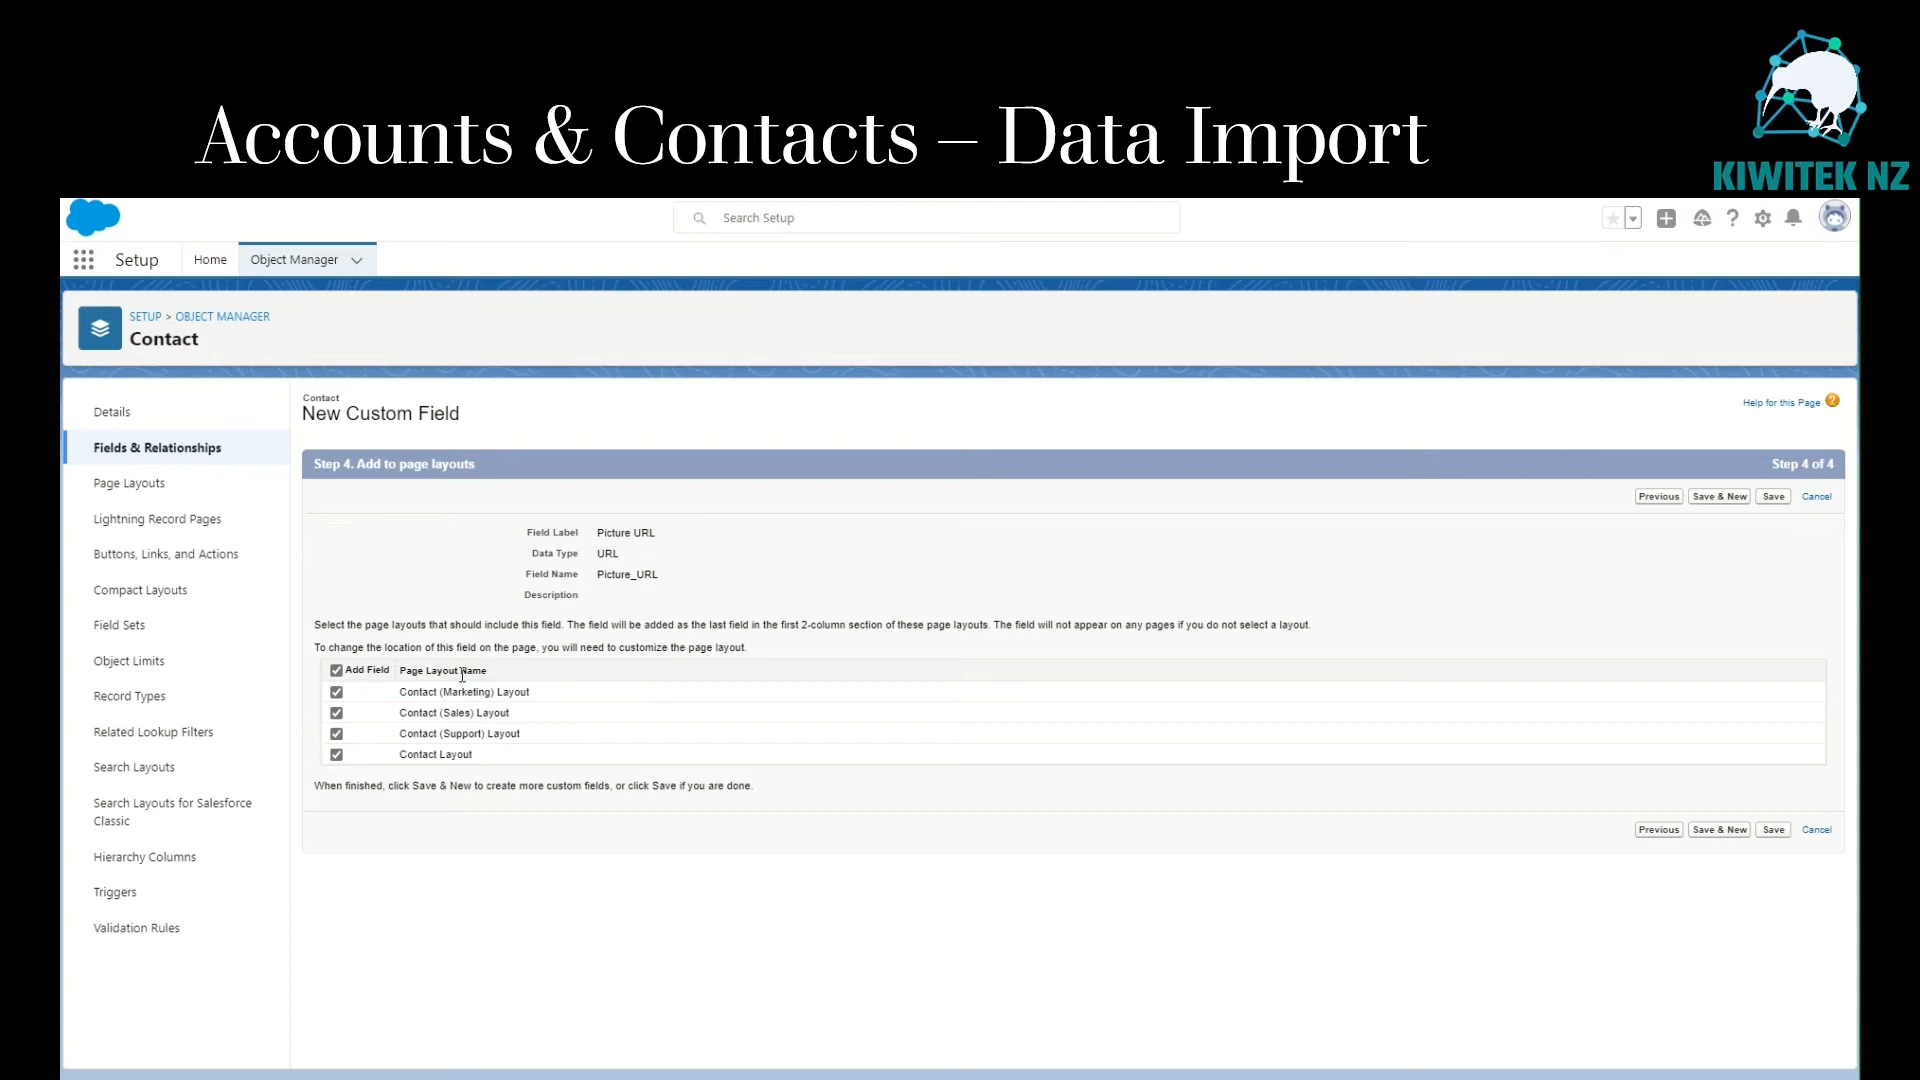 Accounts & Contacts – Data Import
KIWITEK NZ
Search Setup
Setup
Home
Object Manager
SETUP > OBJECT MANAGER
Contact
Details
Fields & Relationships
Page Layouts
Lightning Record Pages
Buttons, Links, and Actions
Compact Layouts
Field Sets
Object Limits
Record Types
Related Lookup Filters
Search Layouts
Search Layouts for Salesforce
Classic
Hierarchy Columns
Triggers
Validation Rules
Contact
New Custom Field
Help for this Page ?
Step 4. Add to page layouts
Step 4 of 4
Previous Save & New Save Cancel
Field Label Picture URL
Data Type URL
Field Name Picture_URL
Description
Select the page layouts that should include this field. The field will be added as the last field in the first 2-column section of these page layouts. The field will not appear on any pages if you do not select a layout.
To change the location of this field on the page, you will need to customize the page layout.
Add Field Page Layout Name
Contact (Marketing) Layout
Contact (Sales) Layout
Contact (Support) Layout
Contact Layout
When finished, click Save & New to create more custom fields, or click Save if you are done.
Previous Save & New Save Cancel